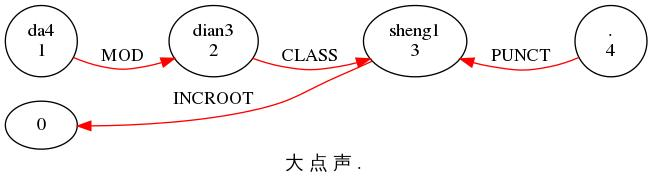 da4 dian3 sheng1 .
1 2 3 4
MOD CLASS PUNCT
INCROOT
0
大 点 声 .